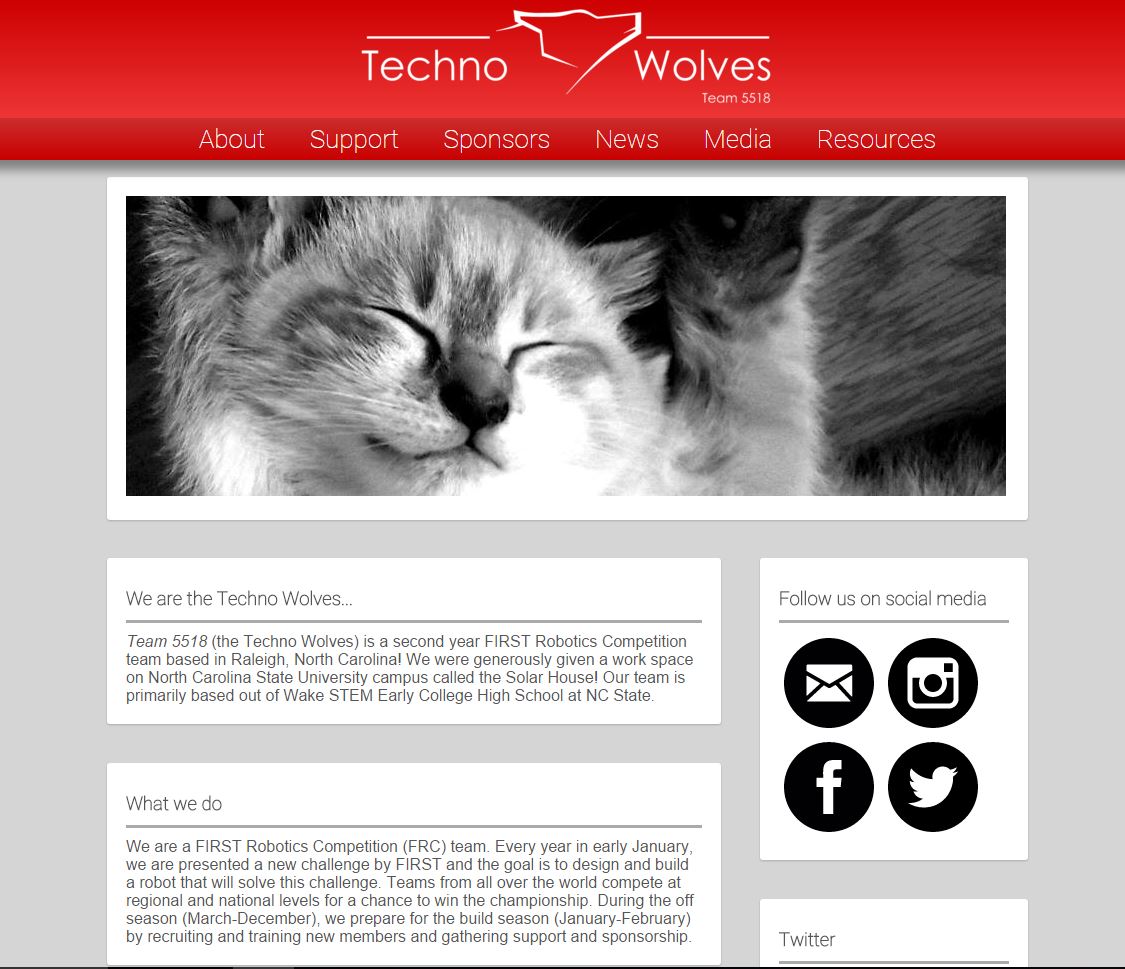 Techno Wolves
Team 5518
About Support Sponsors News Media Resources
We are the Techno Wolves...
Team 5518 (the Techno Wolves) is a second year FIRST Robotics Competition
team based in Raleigh, North Carolina! We were generously given a work space
on North Carolina State University campus called the Solar House! Our team is
primarily based out of Wake STEM Early College High School at NC State.
What we do
We are a FIRST Robotics Competition (FRC) team. Every year in early January,
we are presented a new challenge by FIRST and the goal is to design and build
a robot that will solve this challenge. Teams from all over the world compete at
regional and national levels for a chance to win the championship. During the off
season (March-December), we prepare for the build season (January-February)
by recruiting and training new members and gathering support and sponsorship.
Follow us on social media
Twitter